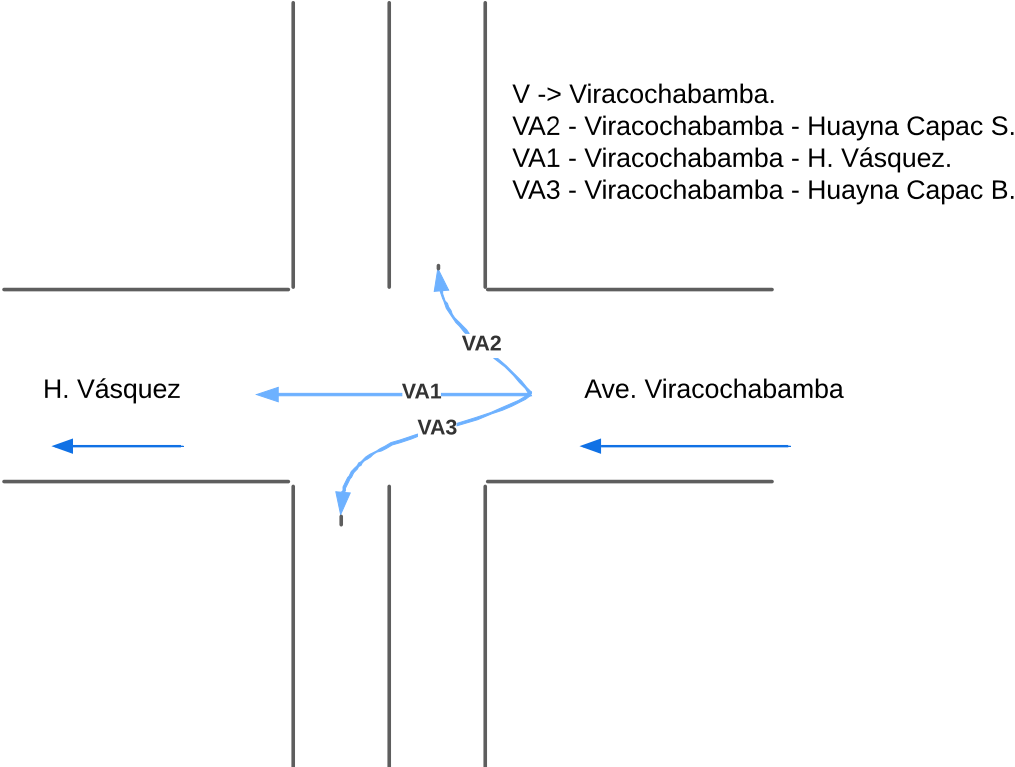 V -> Viracochabamba.
VA2 - Viracochabamba - Huayna Capac S.
VA1 - Viracochabamba - H. Vásquez.
VA3 - Viracochabamba - Huayna Capac B.
VA2
H. Vásquez
VA1
Ave. Viracochabamba
VA3